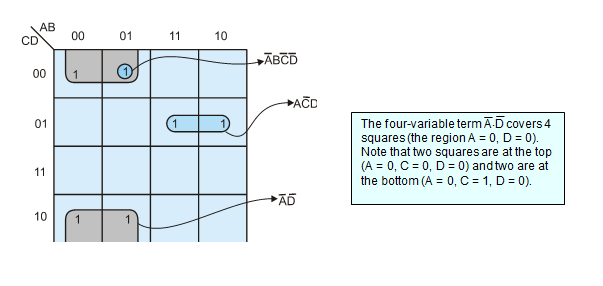 AB
CD
00 01 11 10
00
1 1
A̅BC̅D̅
01
1 1
AC̅D
11
10
1 1
A̅D̅
The four-variable term A̅.D̅ covers 4
squares (the region A = 0, D = 0).
Note that two squares are at the top
(A = 0, C = 0, D = 0) and two are at
the bottom (A = 0, C = 1, D = 0).